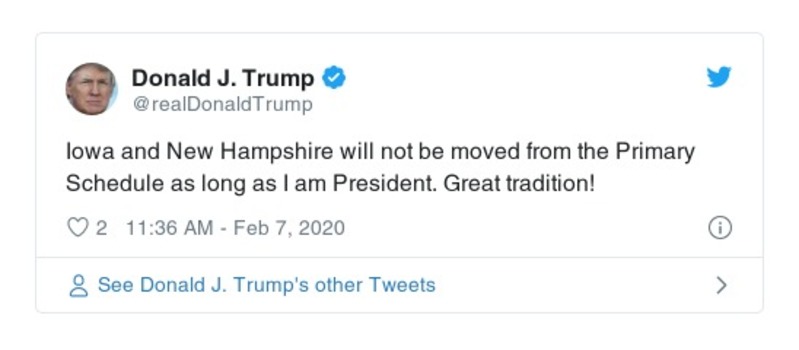 Donald J. Trump
@realDonaldTrump
Iowa and New Hampshire will not be moved from the Primary
Schedule as long as I am President. Great tradition!
2 11:36 AM - Feb 7, 2020
See Donald J. Trump's other Tweets